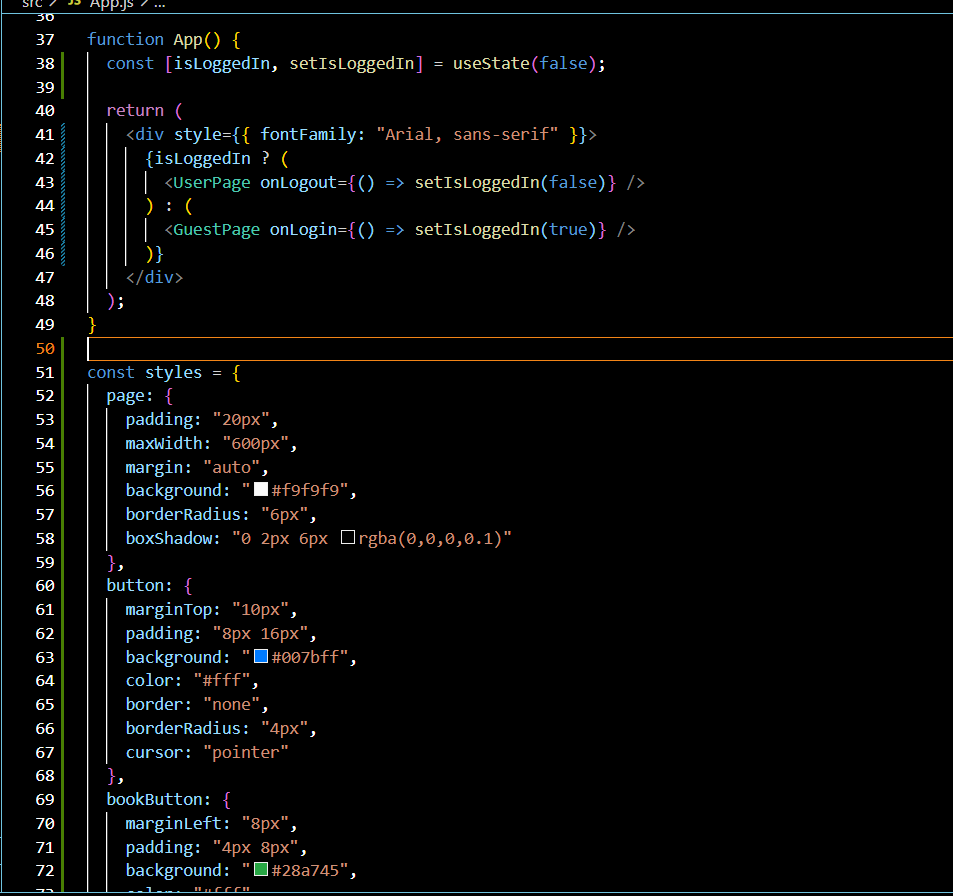 src > JS App.js > ...
36
37 function App() {
38   const [isLoggedIn, setIsLoggedIn] = useState(false);
39
40   return (
41     <div style={{ fontFamily: "Arial, sans-serif" }}>
42       {isLoggedIn ? (
43         <UserPage onLogout={() => setIsLoggedIn(false)} />
44       ) : (
45         <GuestPage onLogin={() => setIsLoggedIn(true)} />
46       )}
47     </div>
48   );
49 }
50
51 const styles = {
52   page: {
53     padding: "20px",
54     maxWidth: "600px",
55     margin: "auto",
56     background: "#f9f9f9",
57     borderRadius: "6px",
58     boxShadow: "0 2px 6px rgba(0,0,0,0.1)"
59   },
60   button: {
61     marginTop: "10px",
62     padding: "8px 16px",
63     background: "#007bff",
64     color: "#fff",
65     border: "none",
66     borderRadius: "4px",
67     cursor: "pointer"
68   },
69   bookButton: {
70     marginLeft: "8px",
71     padding: "4px 8px",
72     background: "#28a745",
73     color: "#fff"